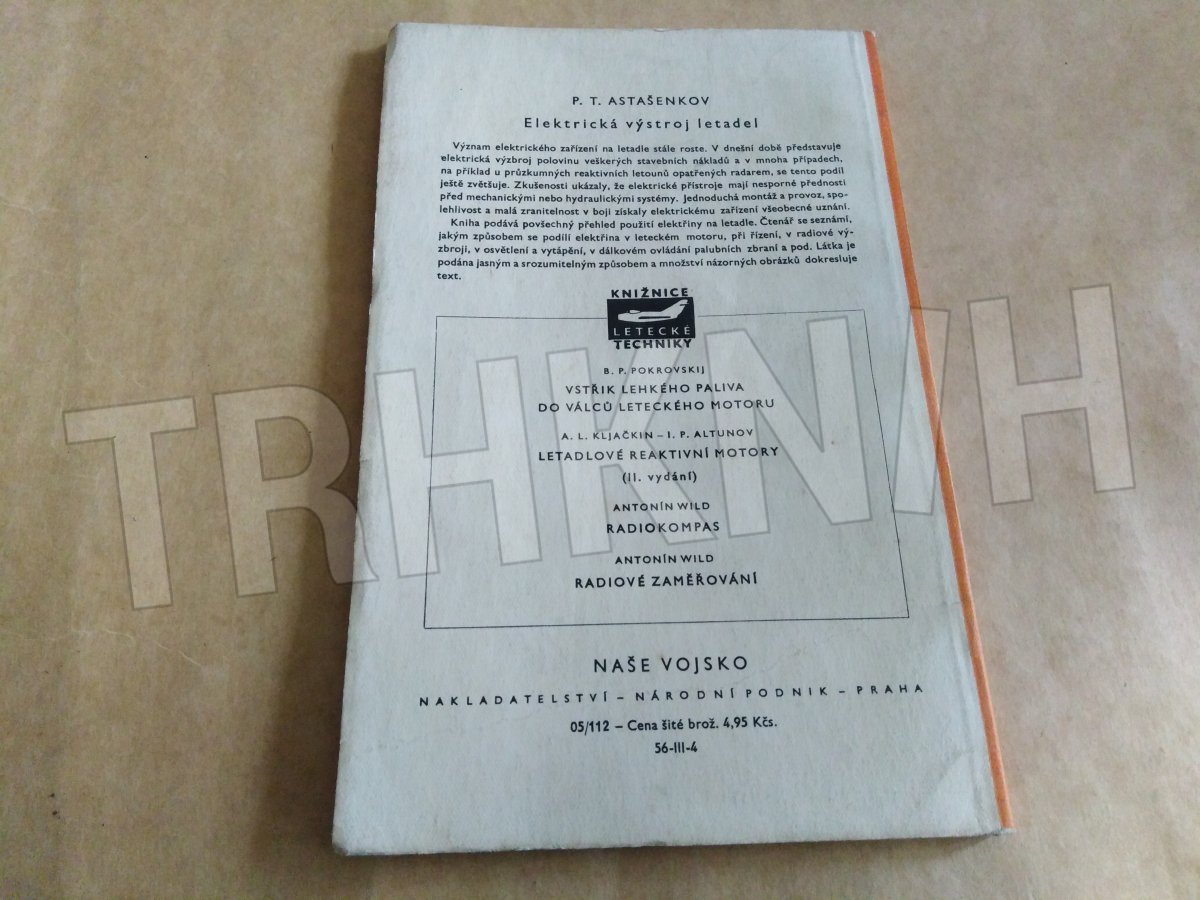 P. T. ASTAŠENKOV
Elektrická výstroj letadel
Význam elektrického zařízení na letadle stále roste. V dnešní době představuje
elektrická výzbroj polovinu veškerých stavebních nákladů a v mnoha případech,
na příklad u průzkumných reaktivních letounů opatřených radarem, se tento podíl
ještě zvětšuje. Zkušenosti ukázaly, že elektrické přístroje mají nesporné přednosti
před mechanickými nebo hydraulickými systémy. Jednoduchá montáž a provoz, spo-
lehlivost a malá zranitelnost v boji získaly elektrickému zařízení všeobecné uznání.
Kniha podává povšechný přehled použití elektřiny na letadle. Čtenář se seznámí,
jakým způsobem se podílí elektřina v leteckém motoru, při řízení, v radiové vý-
zbroji, v osvětlení a vytápění, v dálkovém ovládání palubních zbraní a pod. Látka je
podána jasným a srozumitelným způsobem a množství názorných obrázků dokresluje
text.
KNIŽNICE
LETECKÉ
TECHNIKY
B. P. POKROVSKIJ
VSTŘIK LEHKÉHO PALIVA
DO VÁLCŮ LETECKÉHO MOTORU
A. L. KLJAČKIN – I. P. ALTUNOV
LETADLOVÉ REAKTIVNÍ MOTORY
(II. vydání)
ANTONÍN WILD
RADIOKOMPAS
ANTONÍN WILD
RADIOVÉ ZAMĚŘOVÁNÍ
NAŠE VOJSKO
NAKLADATELSTVÍ – NÁRODNÍ PODNIK – PRAHA
05/112 – Cena šité brož. 4,95 Kčs.
56-III-4
TRHKNIH